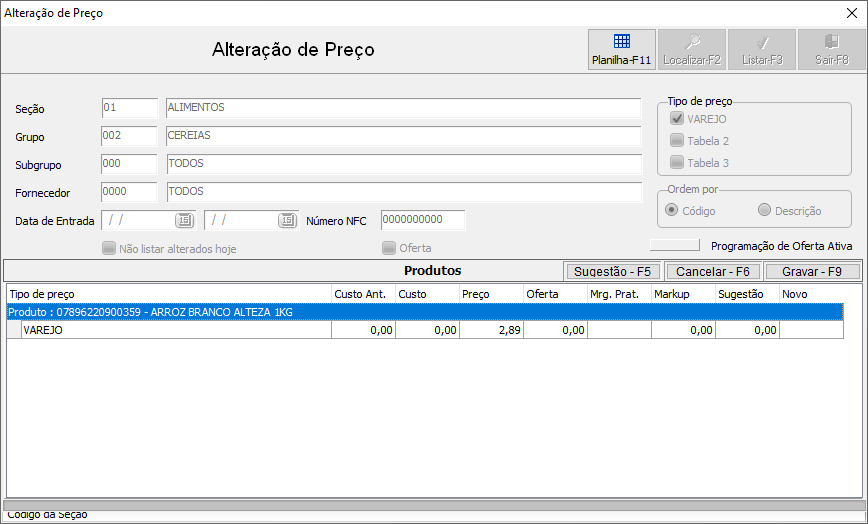 Alteração de Preço
Alteração de Preço
Planilha-F11 Localizar-F2 Listar-F3 Sair-F8
Seção 01 ALIMENTOS
Grupo 002 CEREIAS
Subgrupo 000 TODOS
Fornecedor 0000 TODOS
Data de Entrada / / 15 / / 15 Número NFC 0000000000
Não listar alterados hoje Oferta
Tipo de preço
VAREJO
Tabela 2
Tabela 3
Ordem por
Código Descrição
Programação de Oferta Ativa
Produtos Sugestão - F5 Cancelar - F6 Gravar - F9
Tipo de preço Custo Ant. Custo Preço Oferta Mrg. Prat. Markup Sugestão Novo
Produto : 07896220900359 - ARROZ BRANCO ALTEZA 1KG
VAREJO 0,00 0,00 2,89 0,00 0,00 0,00
Código da Seção